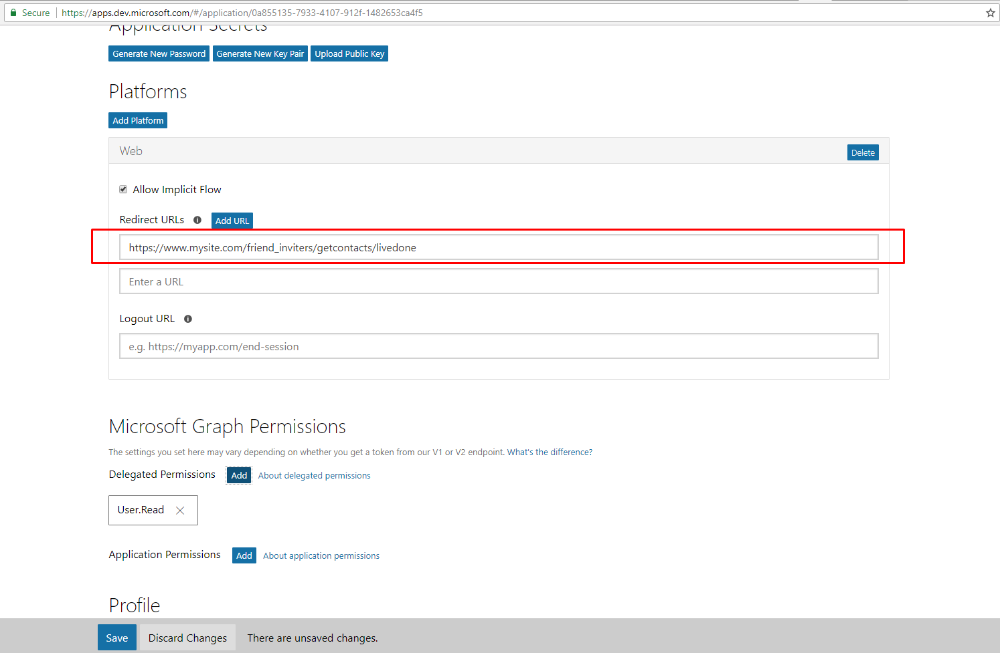 Secure https://apps.dev.microsoft.com/#/application/0a855135-7933-4107-912f-1482653ca4f5
Application Secrets
Generate New Password Generate New Key Pair Upload Public Key
Platforms
Add Platform
Web Delete
Allow Implicit Flow
Redirect URLs Add URL
https://www.mysite.com/friend_inviters/getcontacts/livedone
Enter a URL
Logout URL
e.g. https://myapp.com/end-session
Microsoft Graph Permissions
The settings you set here may vary depending on whether you get a token from our V1 or V2 endpoint. What's the difference?
Delegated Permissions Add About delegated permissions
User.Read
Application Permissions Add About application permissions
Profile
Save Discard Changes There are unsaved changes.